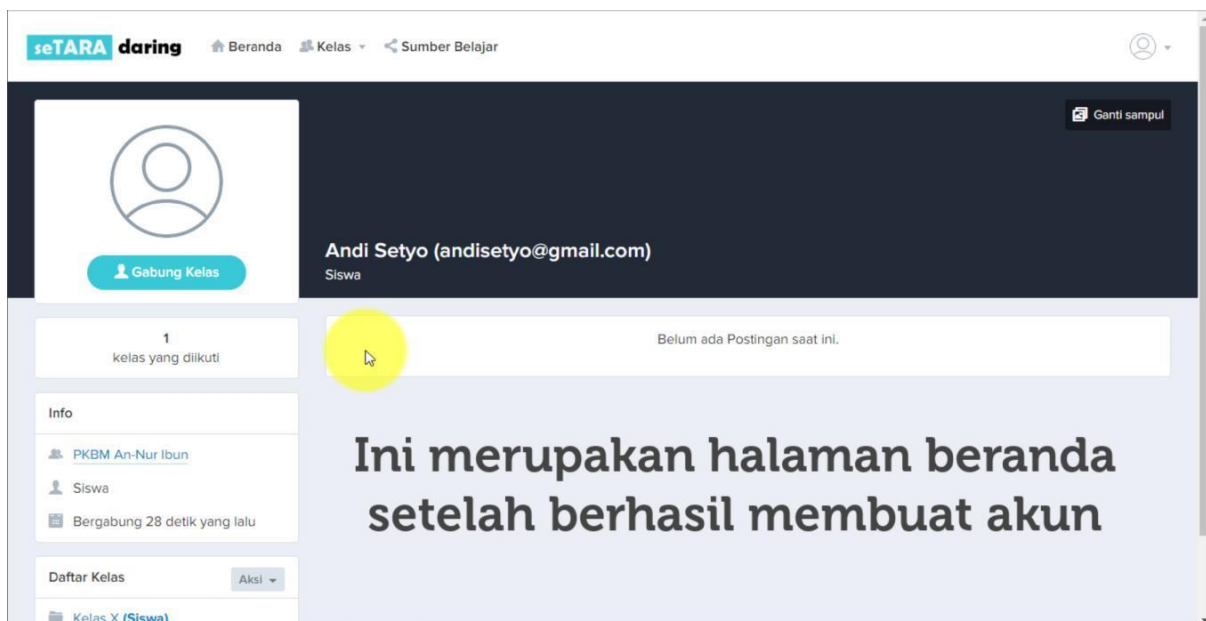 seTARA daring
Beranda
Kelas
Sumber Belajar
Ganti sampul
Gabung Kelas
Andi Setyo (andisetyo@gmail.com)
Siswa
1
kelas yang diikuti
Belum ada Postingan saat ini.
Info
PKBM An-Nur Ibun
Siswa
Bergabung 28 detik yang lalu
Ini merupakan halaman beranda
setelah berhasil membuat akun
Daftar Kelas
Aksi
Kelas X (Siswa)